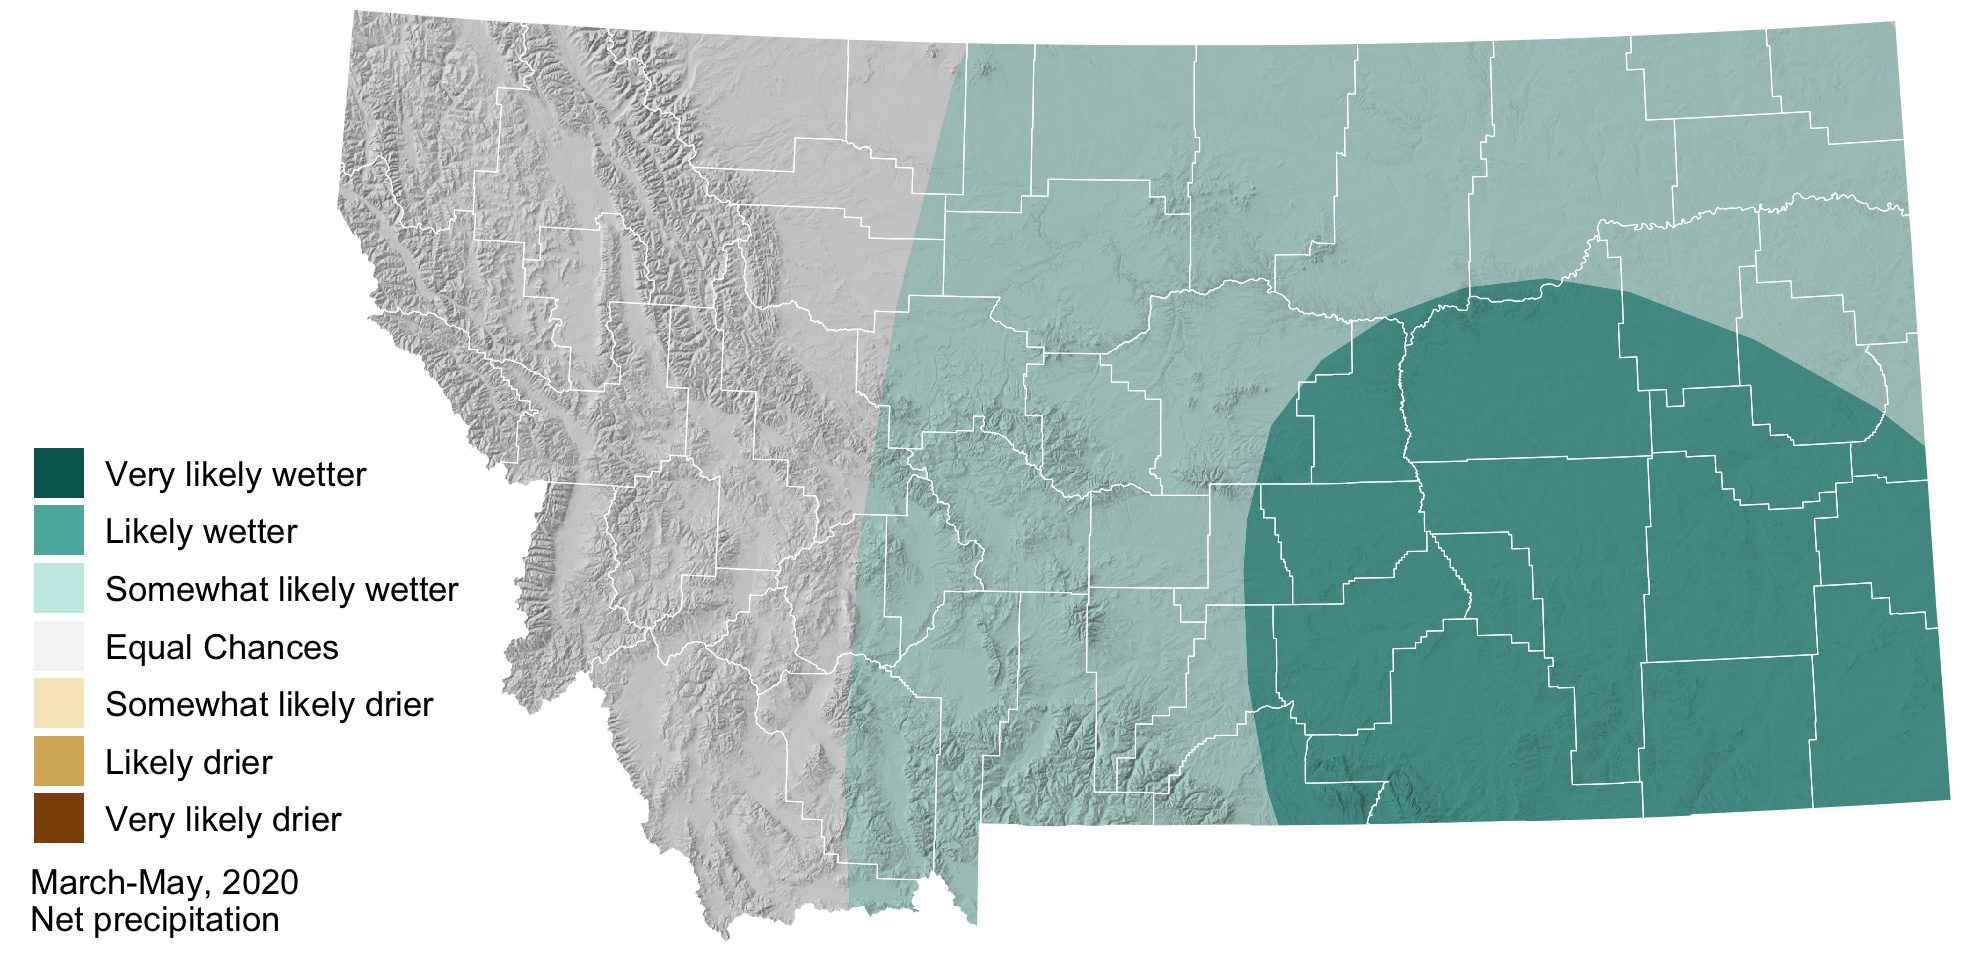 Very likely wetter
Likely wetter
Somewhat likely wetter
Equal Chances
Somewhat likely drier
Likely drier
Very likely drier
March-May, 2020
Net precipitation